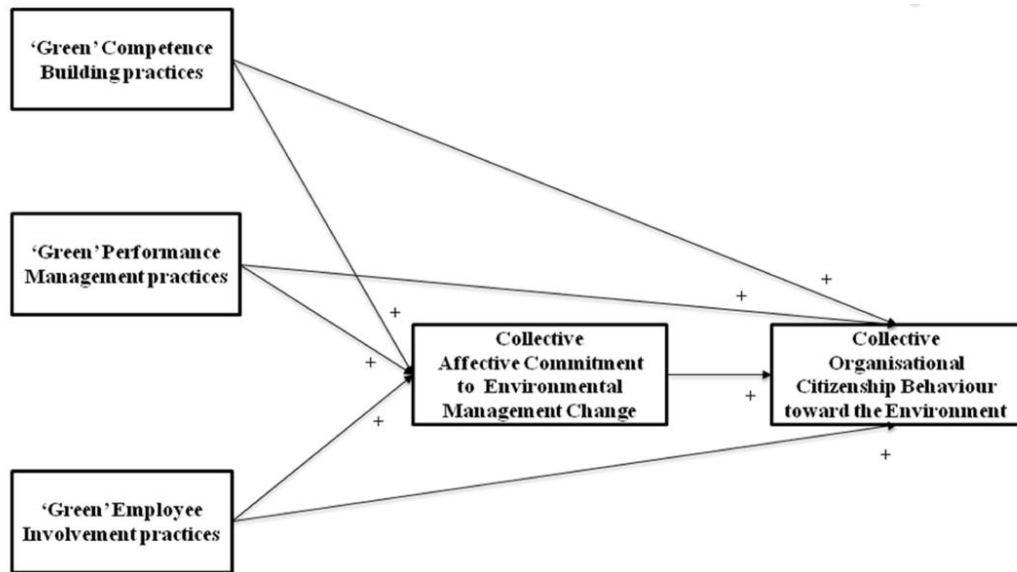 ‘Green’ Competence
Building practices
‘Green’ Performance
Management practices
+
+
+
+
Collective
Affective Commitment
to Environmental
Management Change
Collective
Organisational
Citizenship Behaviour
toward the Environment
+
+
+
‘Green’ Employee
Involvement practices